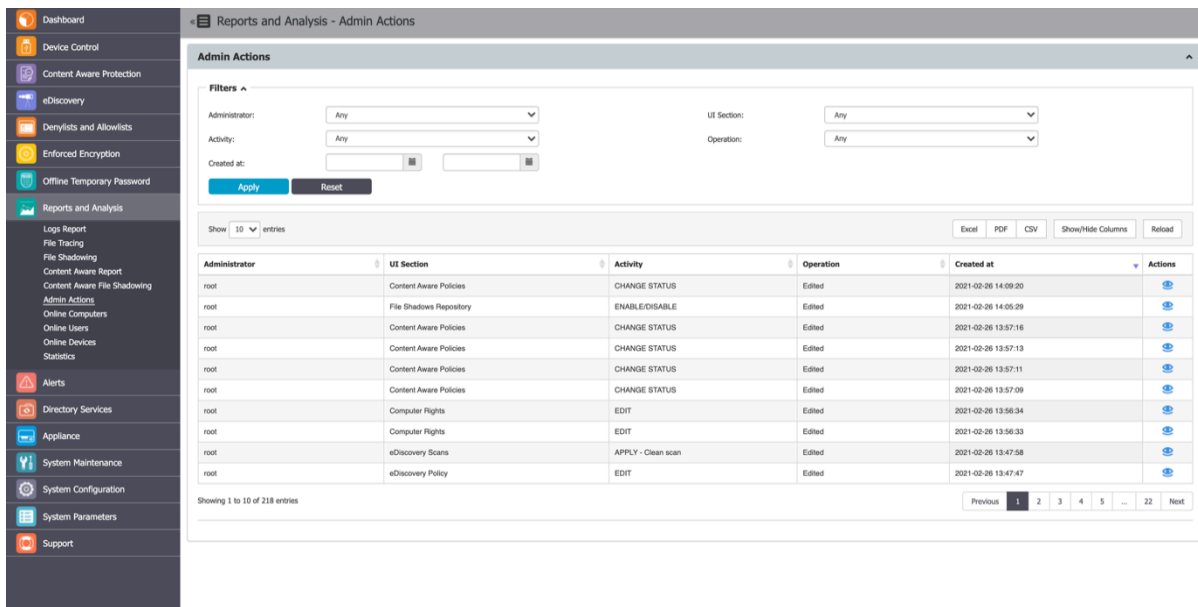 Dashboard
Device Control
Content Aware Protection
eDiscovery
Denylists and Allowlists
Enforced Encryption
Offline Temporary Password
Reports and Analysis
Logs Report
File Tracing
File Shadowing
Content Aware Report
Content Aware File Shadowing
Admin Actions
Online Computers
Online Users
Online Devices
Statistics
Alerts
Directory Services
Appliance
System Maintenance
System Configuration
System Parameters
Support
« Reports and Analysis - Admin Actions
Admin Actions
Filters
Administrator: Any UI Section: Any
Activity: Any Operation: Any
Created at:
Apply Reset
Show 10 entries Excel PDF CSV Show/Hide Columns Reload
Administrator UI Section Activity Operation Created at Actions
root Content Aware Policies CHANGE STATUS Edited 2021-02-26 14:09:20
root File Shadows Repository ENABLE/DISABLE Edited 2021-02-26 14:05:29
root Content Aware Policies CHANGE STATUS Edited 2021-02-26 13:57:16
root Content Aware Policies CHANGE STATUS Edited 2021-02-26 13:57:13
root Content Aware Policies CHANGE STATUS Edited 2021-02-26 13:57:11
root Content Aware Policies CHANGE STATUS Edited 2021-02-26 13:57:09
root Computer Rights EDIT Edited 2021-02-26 13:56:34
root Computer Rights EDIT Edited 2021-02-26 13:56:33
root eDiscovery Scans APPLY - Clean scan Edited 2021-02-26 13:47:58
root eDiscovery Policy EDIT Edited 2021-02-26 13:47:47
Showing 1 to 10 of 218 entries Previous 1 2 3 4 5 ... 22 Next